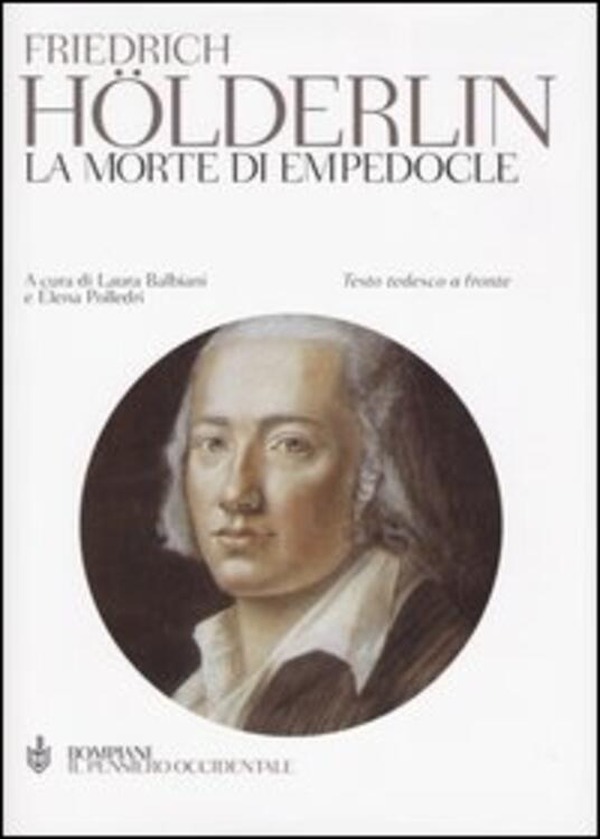 FRIEDRICH
HÖLDERLIN
LA MORTE DI EMPEDOCLE
A cura di Laura Balbiani
e Elena Polledri
Testo tedesco a fronte
BOMPIANI
IL PENSIERO OCCIDENTALE